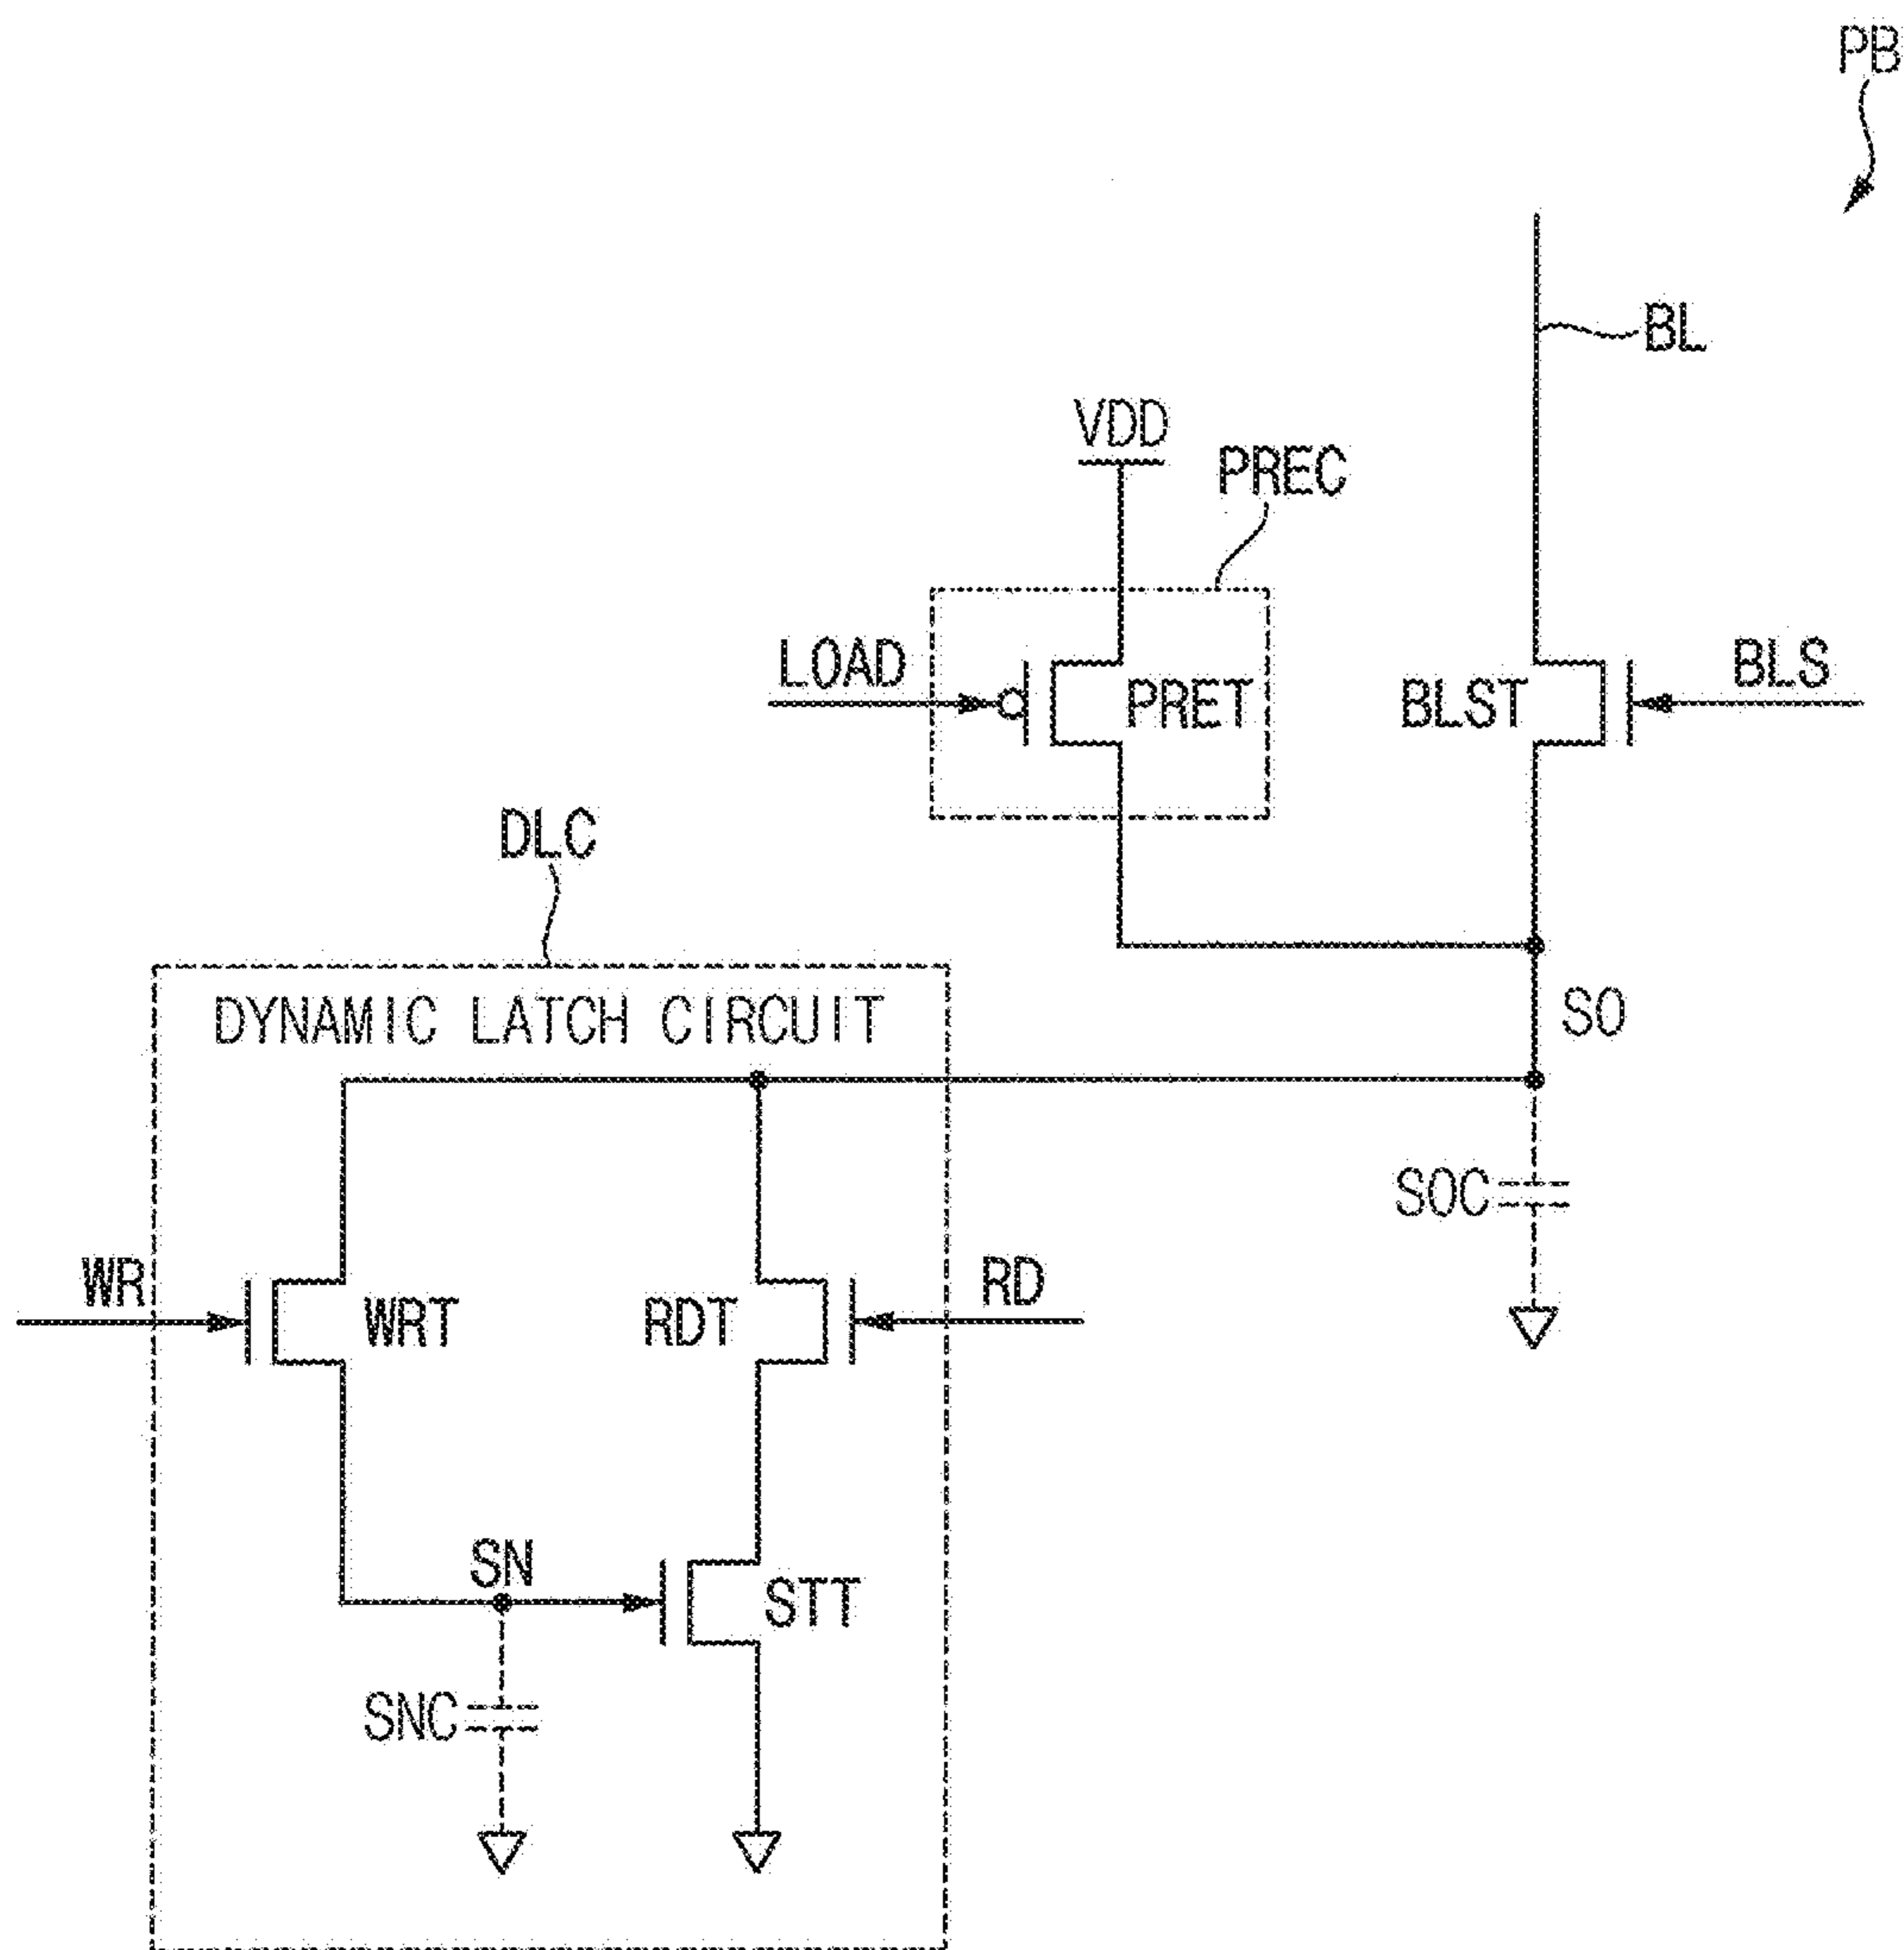 PB
BL
VDD
PREC
LOAD
PRET
BLST
BLS
DLC
DYNAMIC LATCH CIRCUIT
SO
SOC
WR
WRT
RDT
RD
SN
STT
SNC